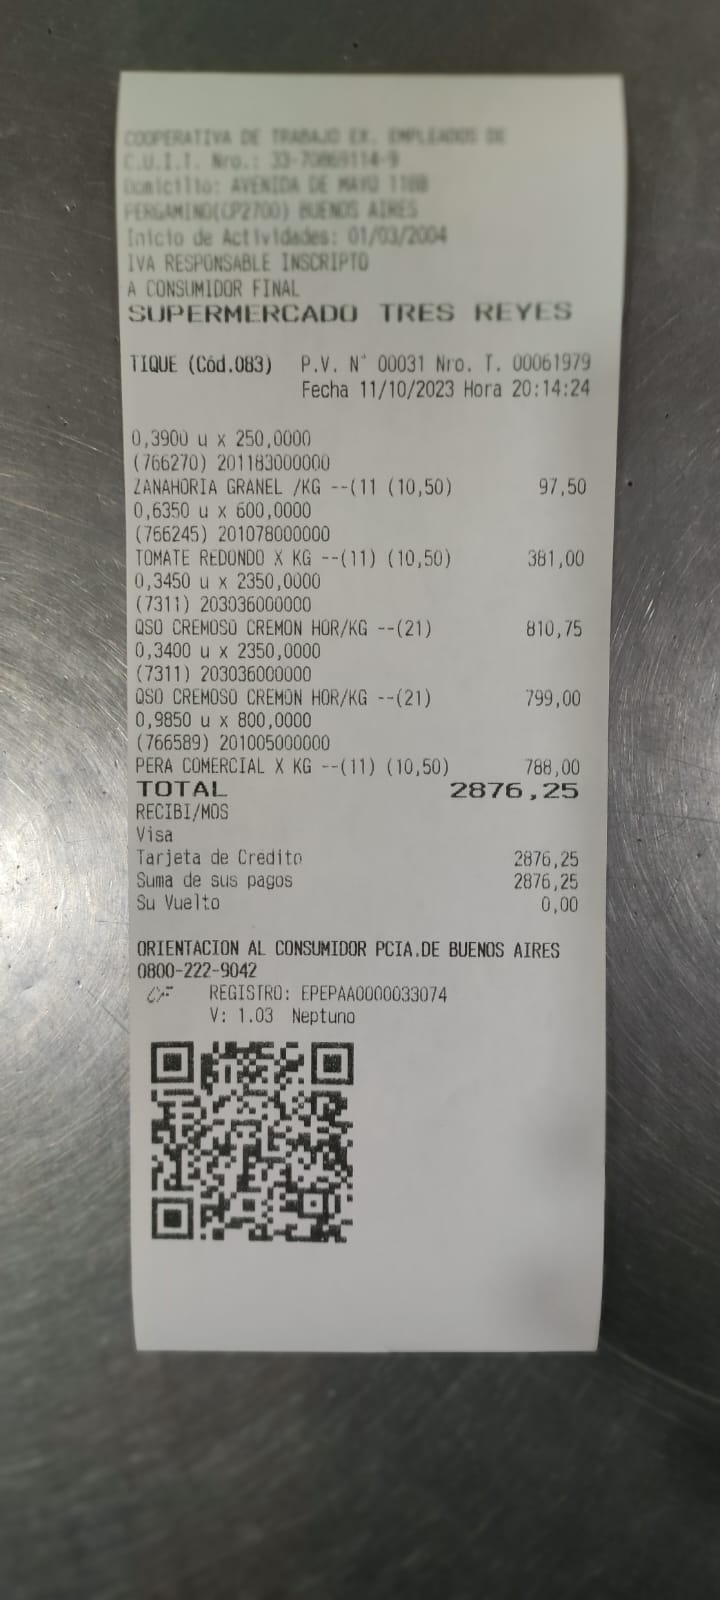 COOPERATIVA DE TRABAJO EX. EMPLEADOS DE
C.U.I.T. Nro.: 33-70869114-9
Domicilio: AVENIDA DE MAYO 1188
PERGAMINO(CP2700) BUENOS AIRES
Inicio de Actividades: 01/03/2004
IVA RESPONSABLE INSCRIPTO
A CONSUMIDOR FINAL
SUPERMERCADO TRES REYES
TIQUE (Cód.083) P.V. N° 00031 Nro. T. 00061979
Fecha 11/10/2023 Hora 20:14:24
0,3900 u x 250,0000
(766270) 201183000000
ZANAHORIA GRANEL /KG --(11 (10,50) 97,50
0,6350 u x 600,0000
(766245) 201078000000
TOMATE REDONDO X KG --(11) (10,50) 381,00
0,3450 u x 2350,0000
(7311) 203036000000
QSO CREMOSO CREMON HOR/KG --(21) 810,75
0,3400 u x 2350,0000
(7311) 203036000000
QSO CREMOSO CREMON HOR/KG --(21) 799,00
0,9850 u x 800,0000
(766589) 201005000000
PERA COMERCIAL X KG --(11) (10,50) 788,00
TOTAL 2876,25
RECIBI/MOS
Visa
Tarjeta de Credito 2876,25
Suma de sus pagos 2876,25
Su Vuelto 0,00
ORIENTACION AL CONSUMIDOR PCIA.DE BUENOS AIRES
0800-222-9042
CF REGISTRO: EPEPAA0000033074
V: 1.03 Neptuno